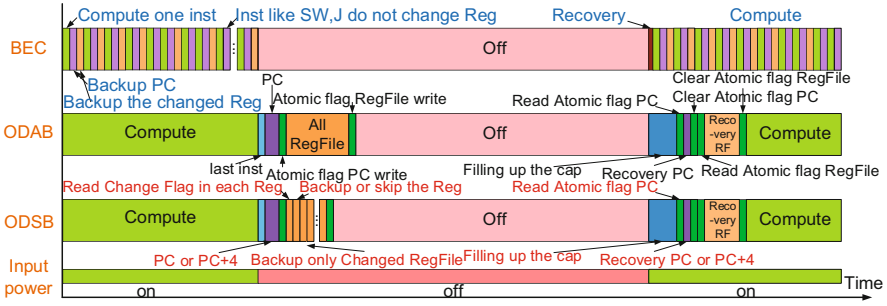 Compute one inst
Inst like SW,J do not change Reg
Recovery
Compute
BEC
Off
Backup PC
Backup the changed Reg
PC
Atomic flag RegFile write
Read Atomic flag PC
Clear Atomic flag RegFile
Clear Atomic flag PC
ODAB
Compute
All
RegFile
Off
Reco
-very
RF
Compute
last inst
Atomic flag PC write
Filling up the cap
Recovery PC
Read Atomic flag RegFile
Read Change Flag in each Reg
Backup or skip the Reg
Read Atomic flag PC
ODSB
Compute
...
Off
Reco
-very
RF
Compute
PC or PC+4
Backup only Changed RegFile
Filling up the cap
Recovery PC or PC+4
Input
power
on
off
on
Time